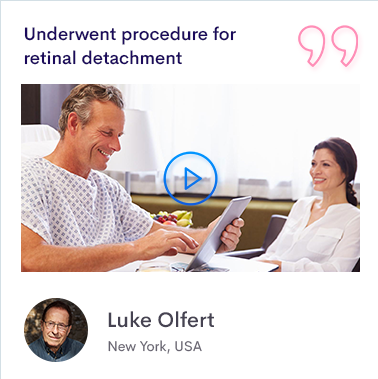 Underwent procedure for
retinal detachment
Luke Olfert
New York, USA